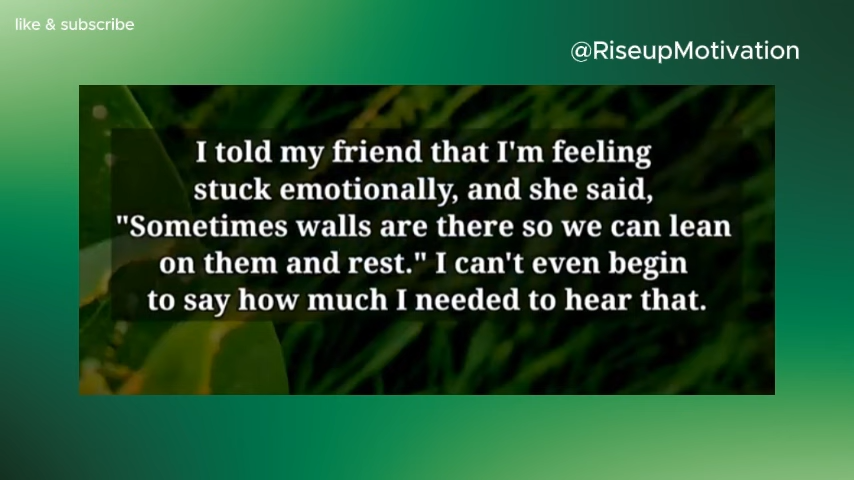 like & subscribe
@RiseupMotivation
I told my friend that I'm feeling
stuck emotionally, and she said,
"Sometimes walls are there so we can lean
on them and rest." I can't even begin
to say how much I needed to hear that.